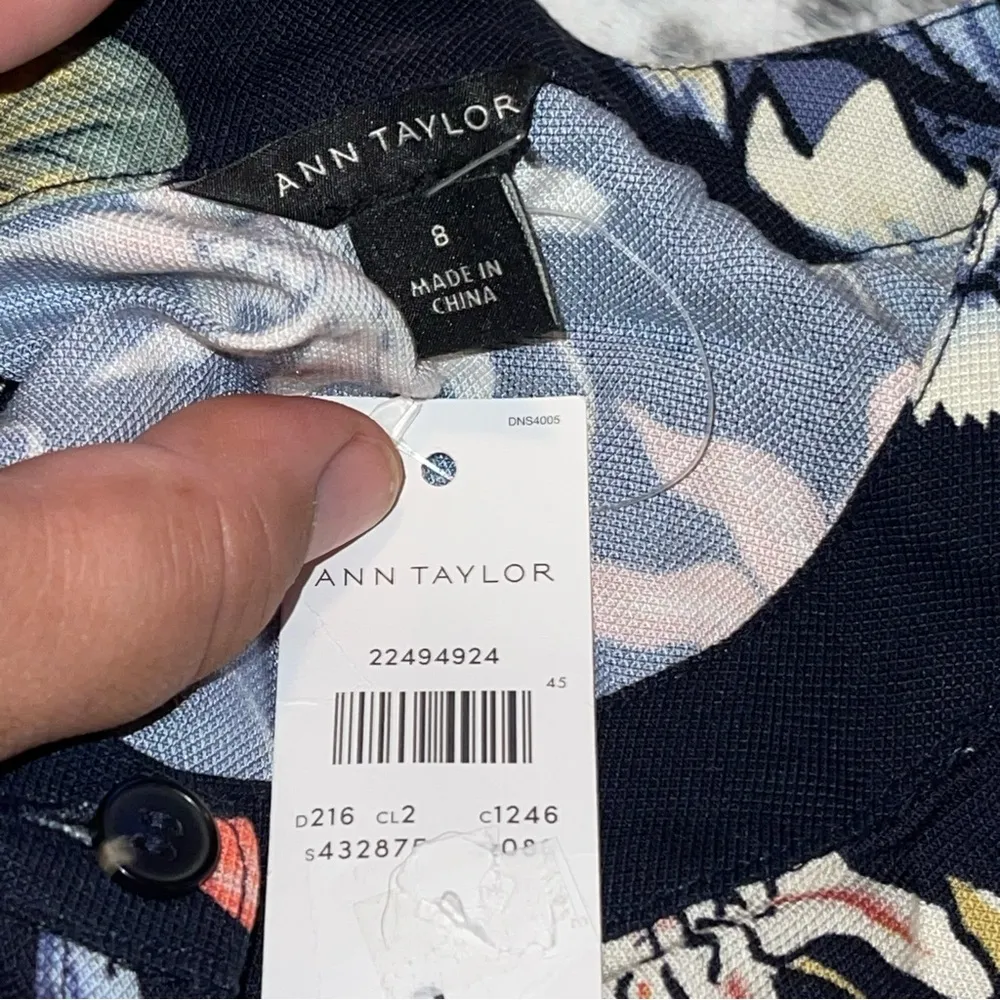 ANN TAYLOR
8
MADE IN
CHINA
DNS4005
ANN TAYLOR
22494924
45
D216 CL2 C1246